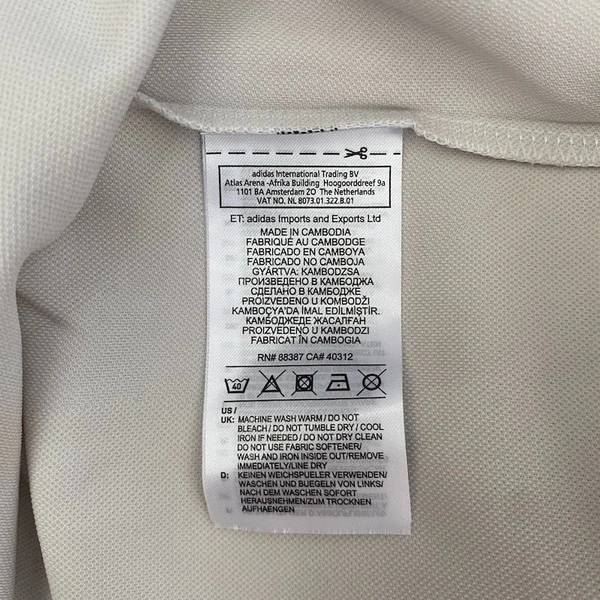 adidas International Trading BV
Atlas Arena -Afrika Building Hoogoorddreef 9a
1101 BA Amsterdam ZO The Netherlands
VAT NO. NL 8073.01.322.B.01
ET: adidas Imports and Exports Ltd
MADE IN CAMBODIA
FABRIQUÉ AU CAMBODGE
FABRICADO EN CAMBOYA
FABRICADO NO CAMBOJA
GYÁRTVA: KAMBODZSA
ПРОИЗВЕДЕНО В КАМБОДЖА
СДЕЛАНО В КАМБОДЖЕ
PROIZVEDENO U KOMBODŽI
KAMBOÇYA'DA İMAL EDİLMİŞTİR.
КАМБОДЖЕДЕ ЖАСАЛҒАН
PROIZVEDENO U KAMBODZI
FABRICAT ÎN CAMBOGIA
RN# 88387 CA# 40312
40
US /
UK: MACHINE WASH WARM / DO NOT
BLEACH / DO NOT TUMBLE DRY / COOL
IRON IF NEEDED / DO NOT DRY CLEAN
DO NOT USE FABRIC SOFTENER/
WASH AND IRON INSIDE OUT/REMOVE
IMMEDIATELY/LINE DRY
D: KEINEN WEICHSPUELER VERWENDEN/
WASCHEN UND BUEGELN VON LINKS/
NACH DEM WASCHEN SOFORT
HERAUSNEHMEN/ZUM TROCKNEN
AUFHAENGEN